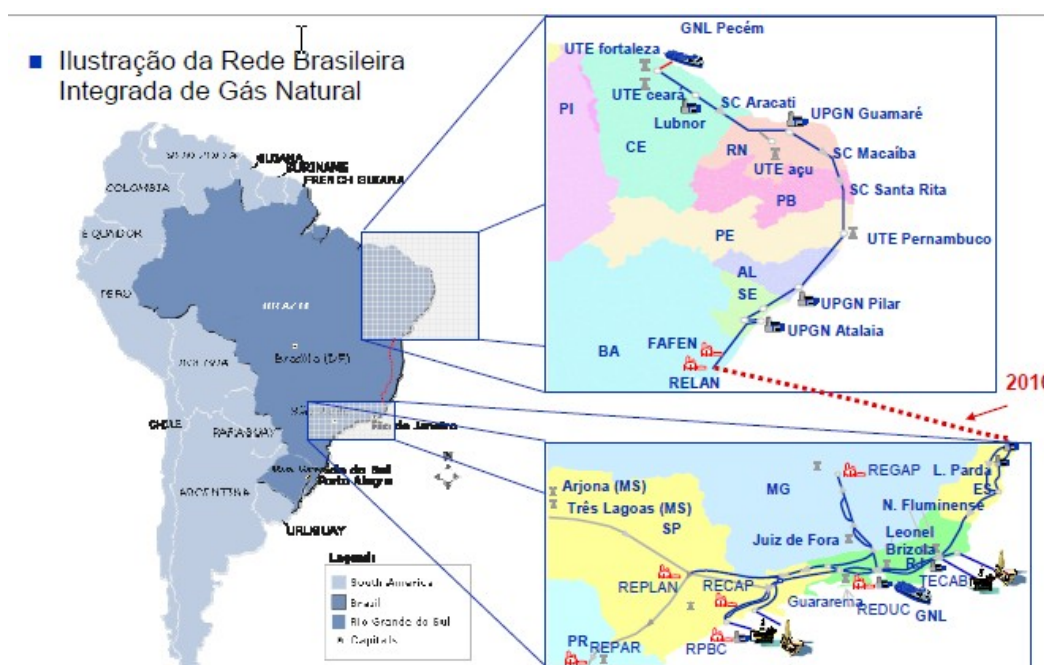 Ilustração da Rede Brasileira
Integrada de Gás Natural
COLOMBIA
SURINAME
FRENCH GUIANA
EQUADOR
PERU
BRAZIL
Brasília (DF)
CHILE
PARAGUAY
Rio de Janeiro
Porto Alegre
ARGENTINA
URUGUAY
Legend:
South America
Brazil
Rio Grande do Sul
Capitals
GNL Pecém
UTE fortaleza
UTE ceará
SC Aracati
Lubnor
UPGN Guamaré
PI
CE
RN
SC Macaíba
UTE açu
SC Santa Rita
PB
PE
UTE Pernambuco
AL
SE
UPGN Pilar
UPGN Atalaia
BA
FAFEN
RELAN
2010
REGAP
L. Parda
Arjona (MS)
MG
ES
Três Lagoas (MS)
N. Fluminense
SP
Leonel
Juiz de Fora
Brizola
RJ
REPLAN
RECAP
TECAB
Guararema
REDUC
GNL
PR
REPAR
RPBC